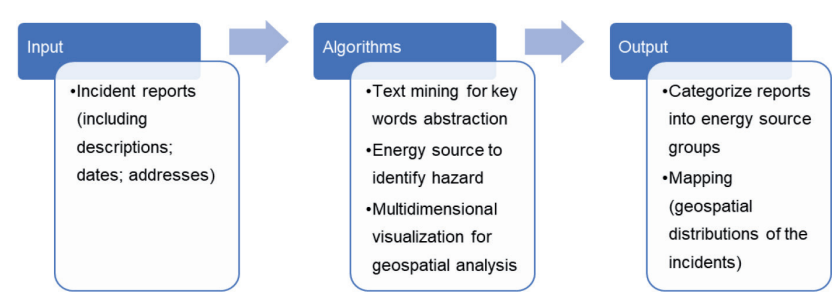 Input
•Incident reports
(including
descriptions;
dates; addresses)
Algorithms
•Text mining for key
words abstraction
•Energy source to
identify hazard
•Multidimensional
visualization for
geospatial analysis
Output
•Categorize reports
into energy source
groups
•Mapping
(geospatial
distributions of the
incidents)